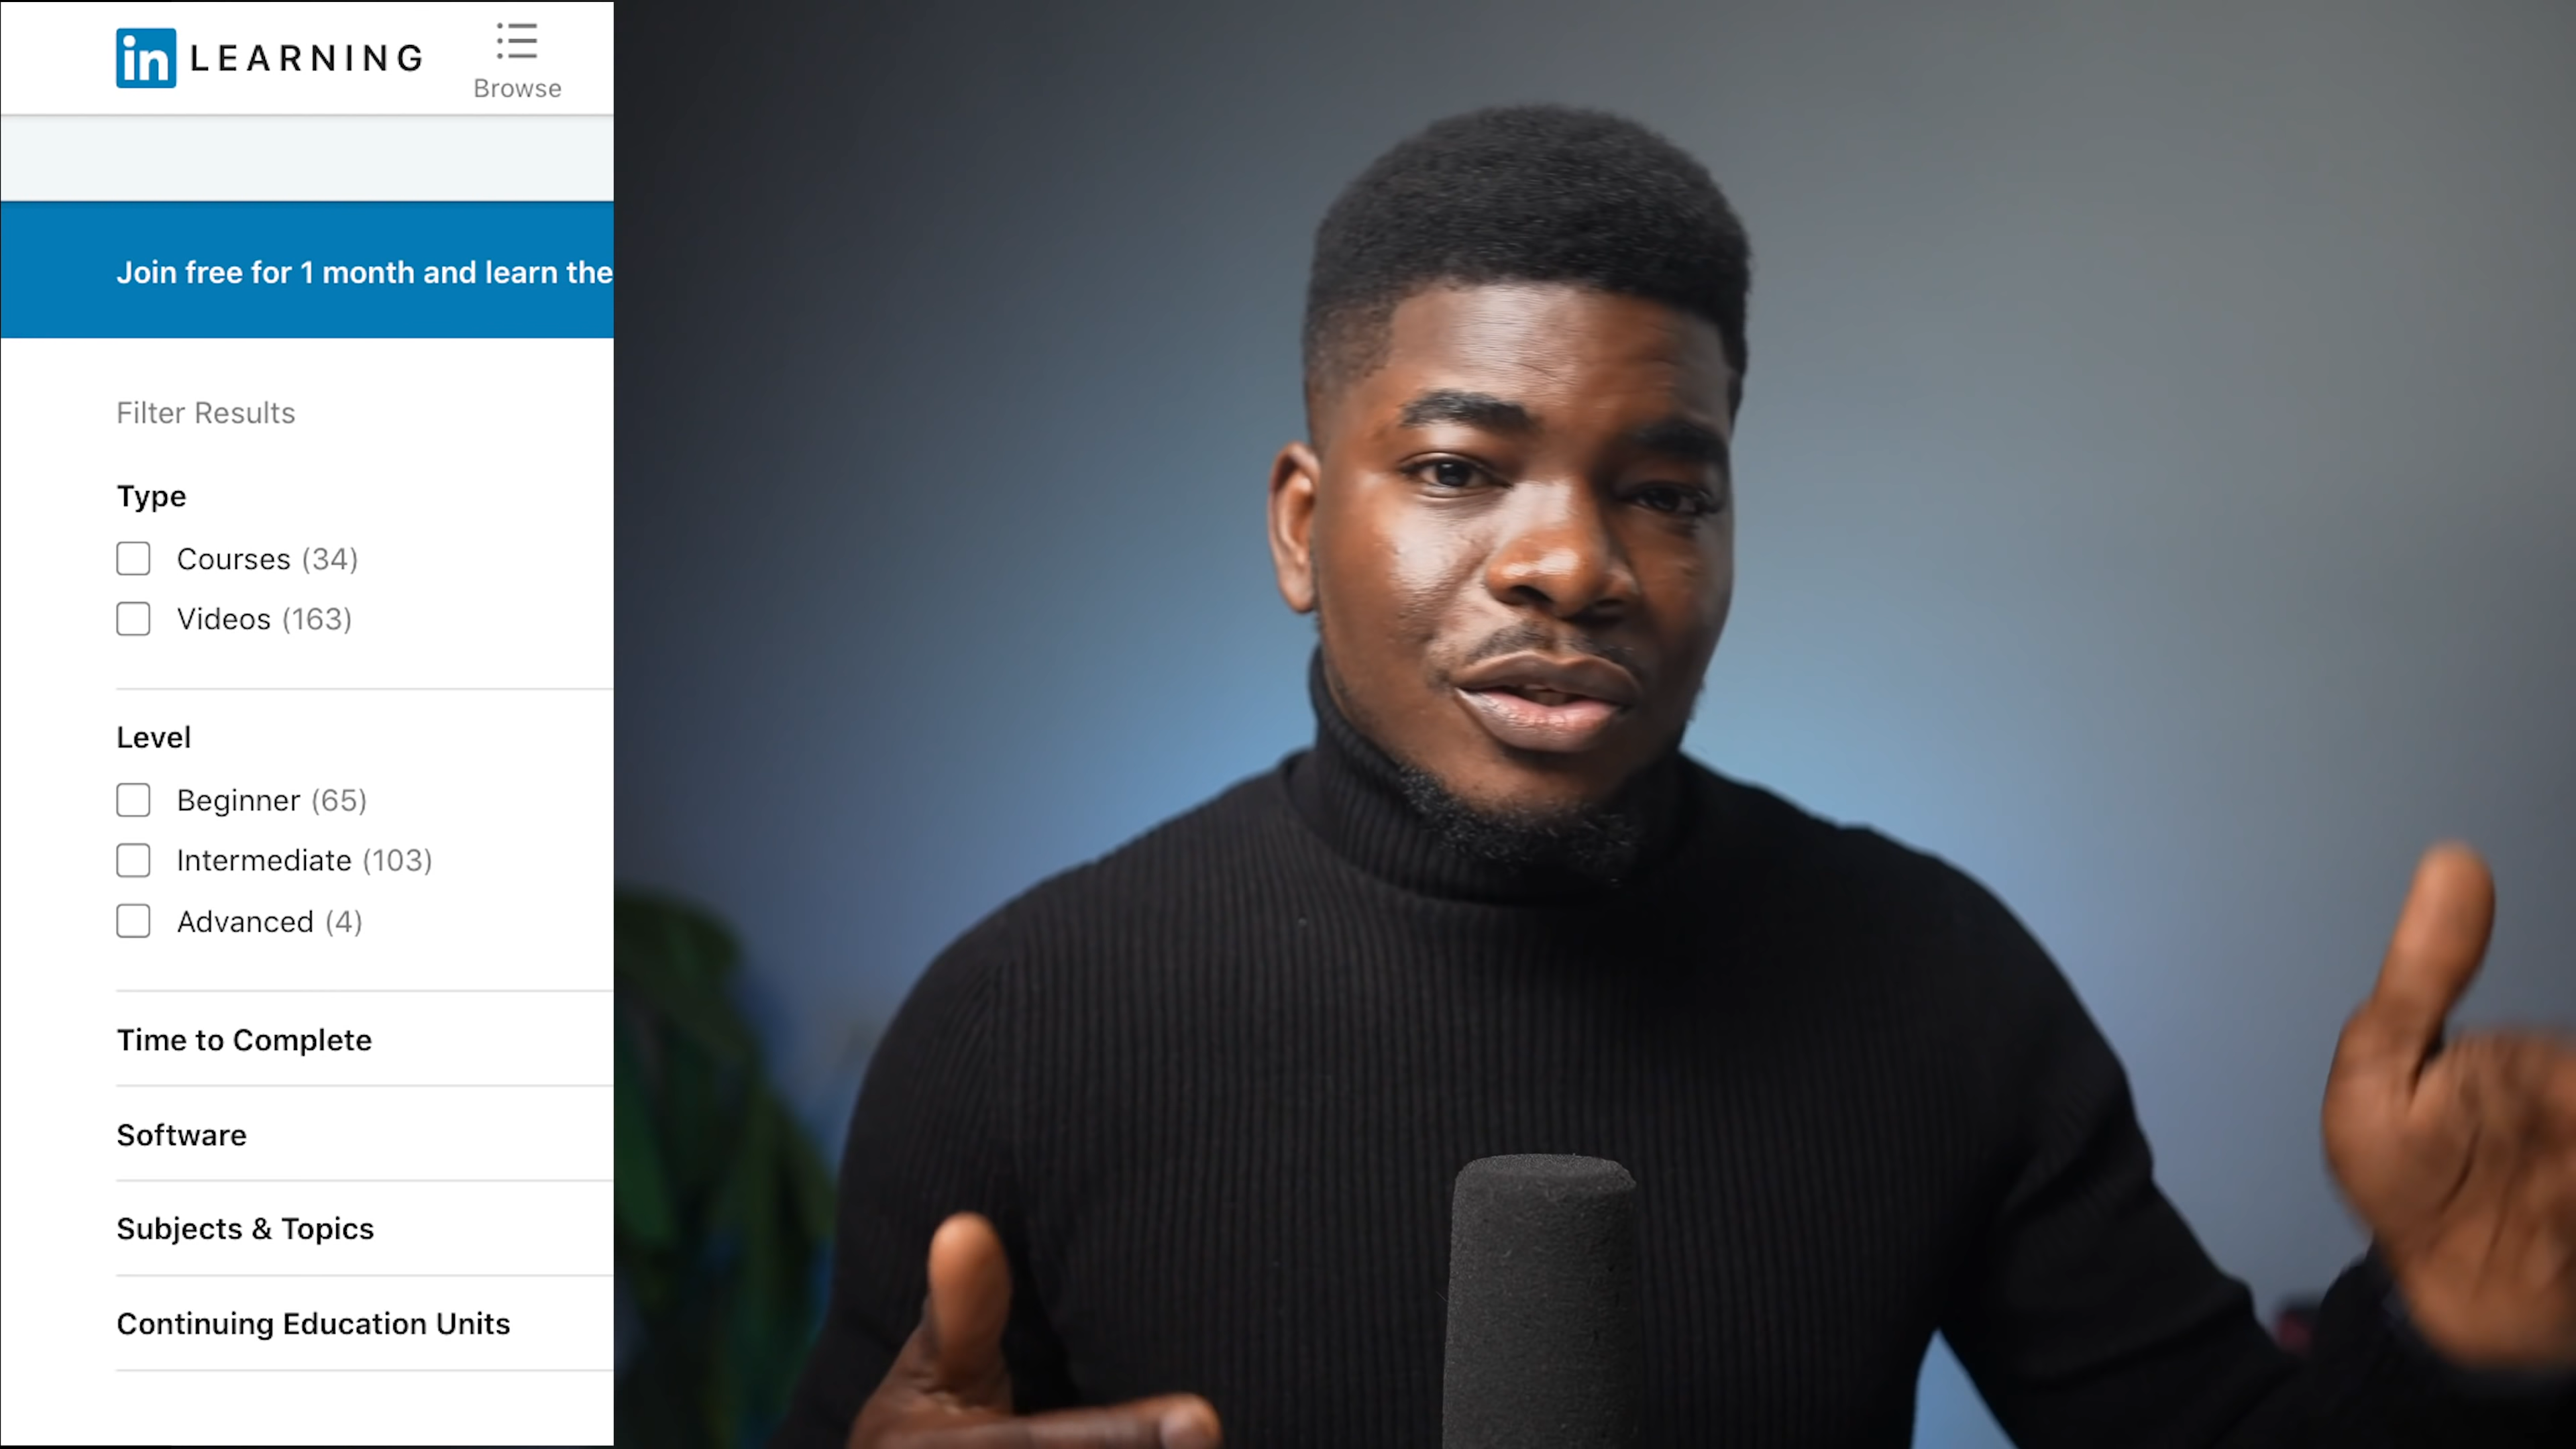 in LEARNING
Browse
Join free for 1 month and learn the
Filter Results
Type
Courses (34)
Videos (163)
Level
Beginner (65)
Intermediate (103)
Advanced (4)
Time to Complete
Software
Subjects & Topics
Continuing Education Units